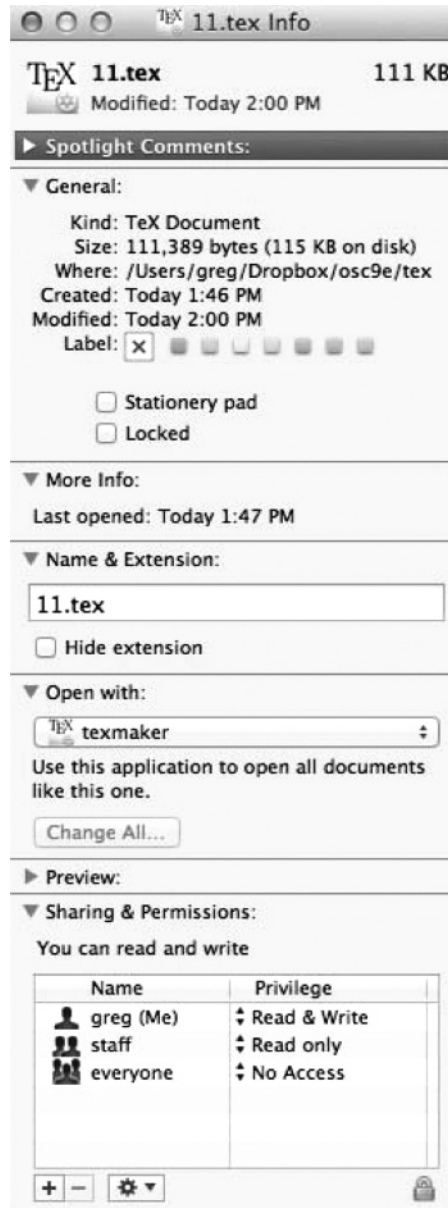 11.tex Info
TEX 11.tex 111 KB
Modified: Today 2:00 PM
Spotlight Comments:
General:
Kind: TeX Document
Size: 111,389 bytes (115 KB on disk)
Where: /Users/greg/Dropbox/osc9e/tex
Created: Today 1:46 PM
Modified: Today 2:00 PM
Label:
Stationery pad
Locked
More Info:
Last opened: Today 1:47 PM
Name & Extension:
11.tex
Hide extension
Open with:
TEX texmaker
Use this application to open all documents
like this one.
Change All...
Preview:
Sharing & Permissions:
You can read and write
Name Privilege
greg (Me) Read & Write
staff Read only
everyone No Access